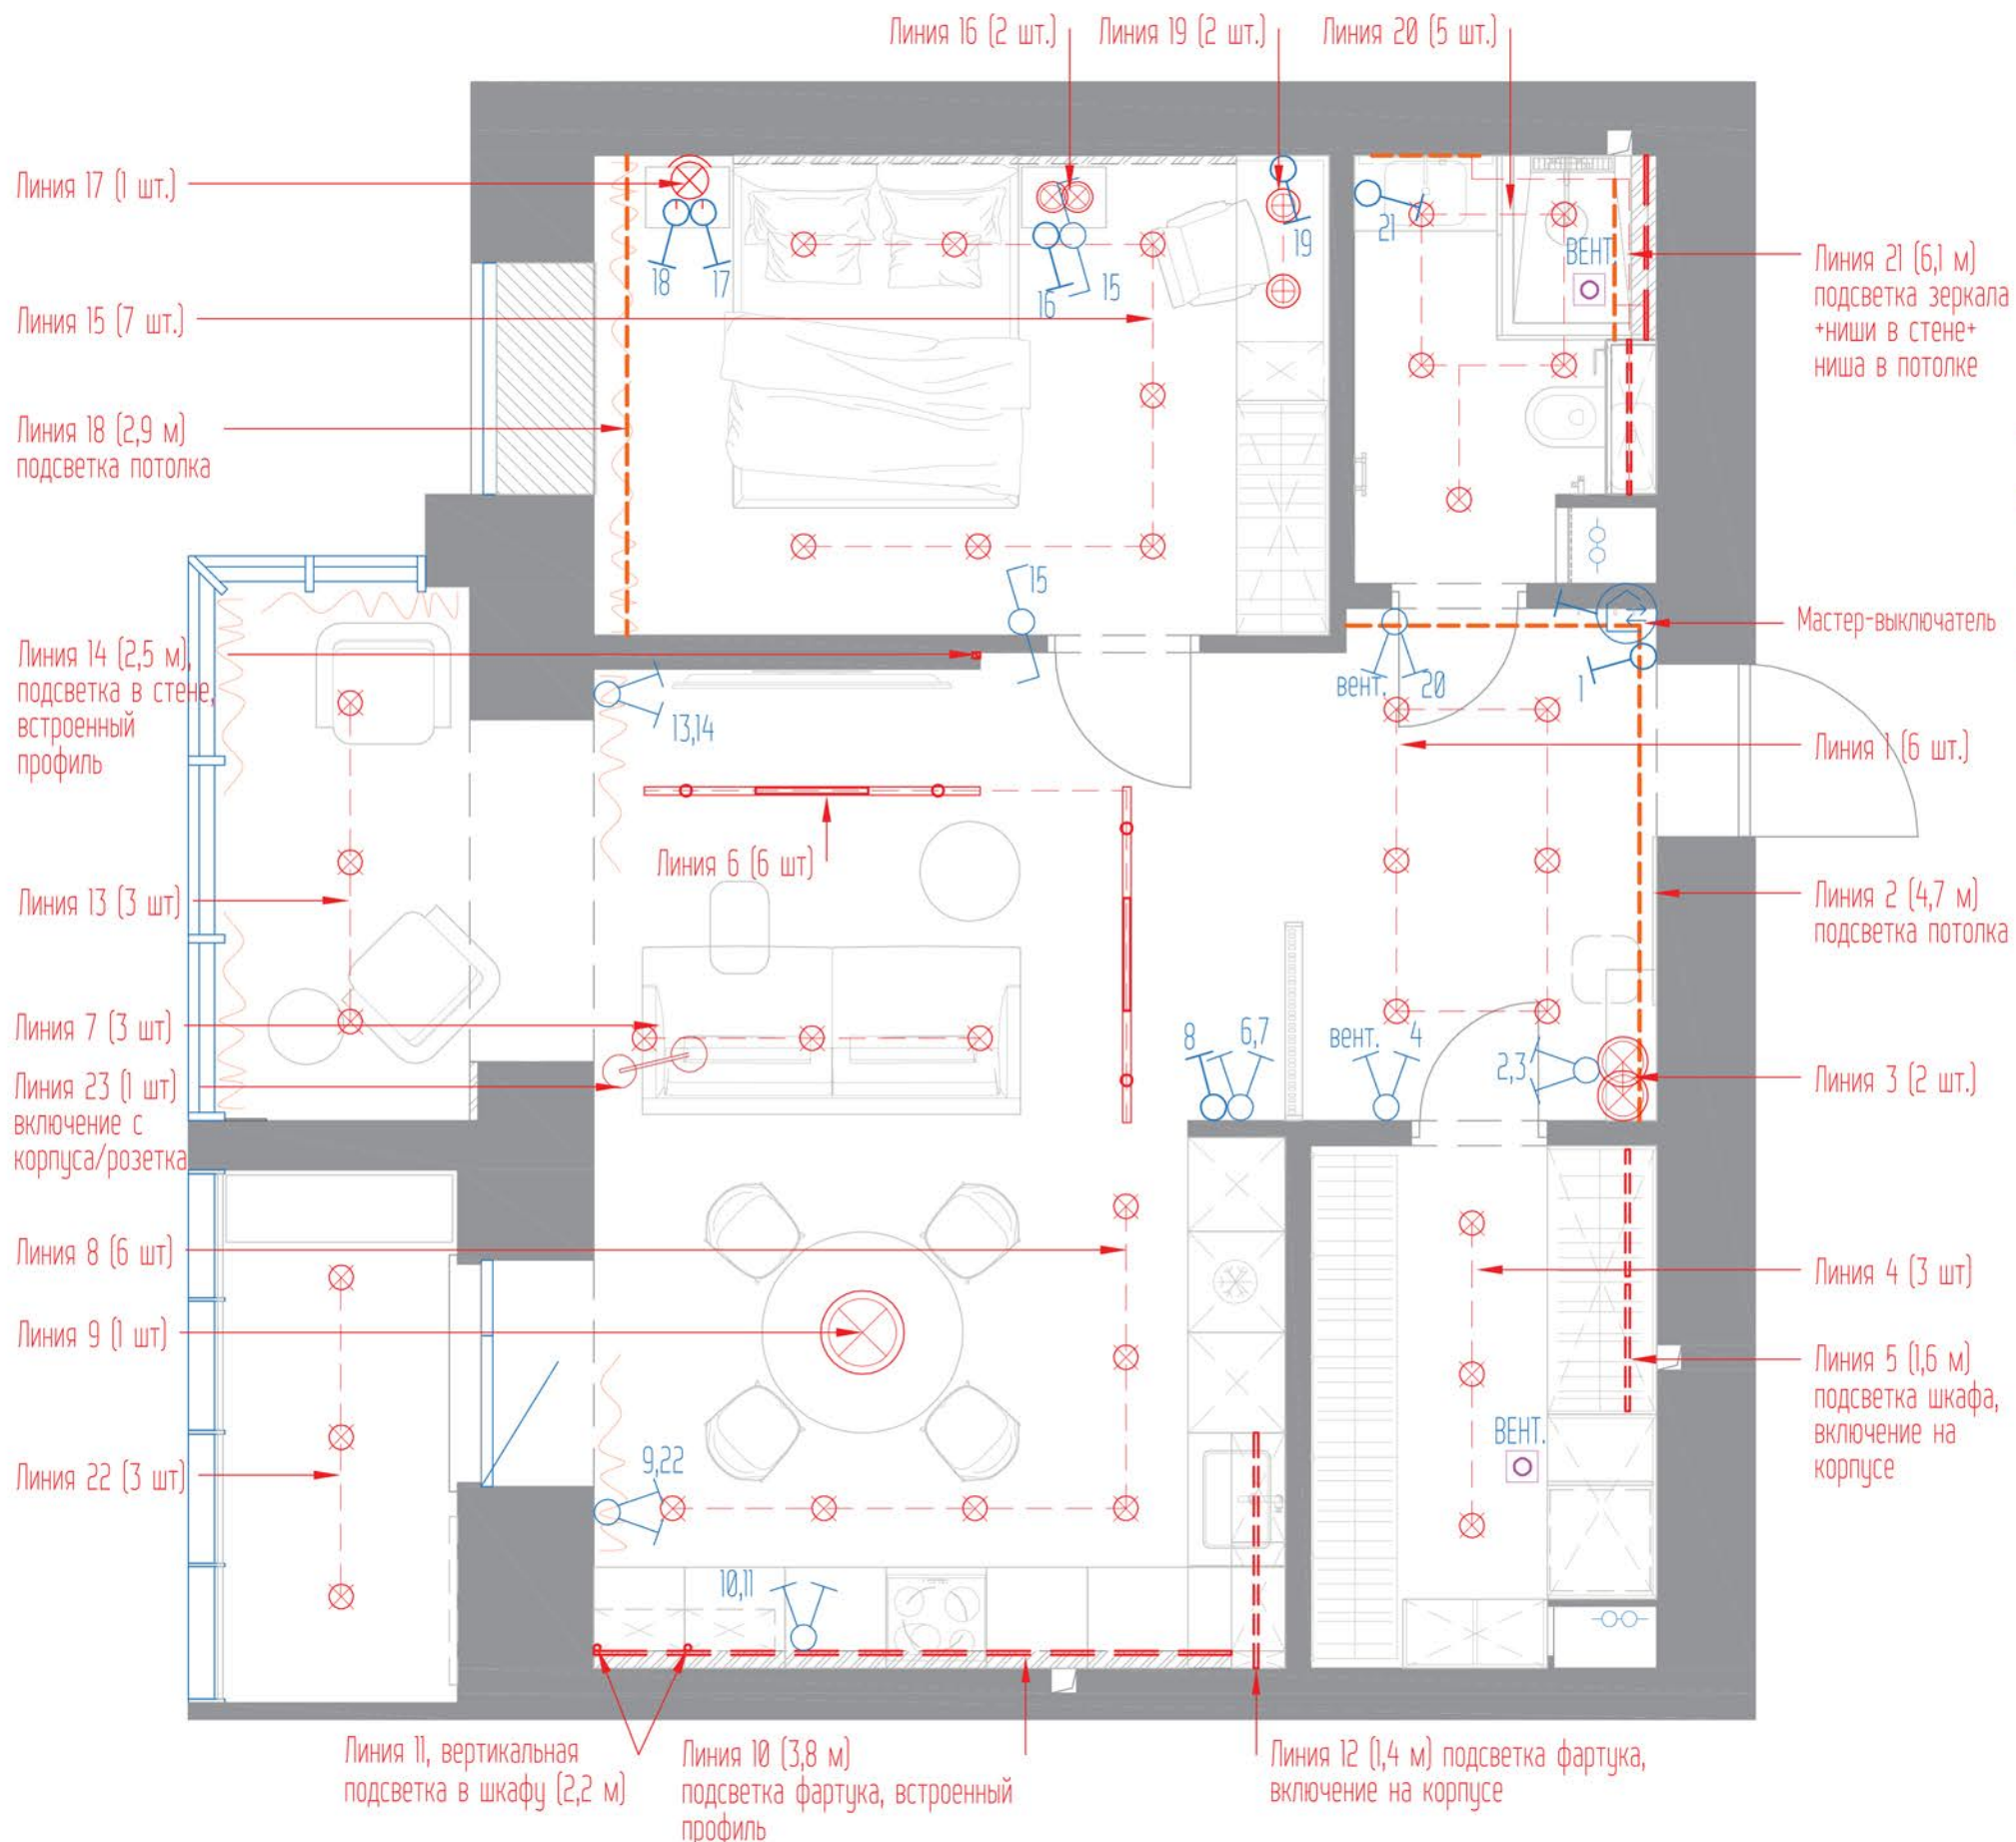 Линия 16 (2 шт.)
Линия 19 (2 шт.)
Линия 20 (5 шт.)
Линия 17 (1 шт.)
18
17
16
15
19
21
ВЕНТ.
Линия 21 (6,1 м)
подсветка зеркала
+ниши в стене+
ниша в потолке
Линия 15 (7 шт.)
Линия 18 (2,9 м)
подсветка потолка
15
Мастер-выключатель
Линия 14 (2,5 м),
подсветка в стене,
встроенный
профиль
13,14
вент.
20
1
Линия 1 (6 шт.)
Линия 6 (6 шт)
Линия 13 (3 шт)
Линия 2 (4,7 м)
подсветка потолка
Линия 7 (3 шт)
8
6,7
вент.
4
2,3
Линия 3 (2 шт.)
Линия 23 (1 шт)
включение с
корпуса/розетка
Линия 8 (6 шт)
Линия 4 (3 шт)
Линия 9 (1 шт)
Линия 5 (1,6 м)
подсветка шкафа,
включение на
корпусе
ВЕНТ.
Линия 22 (3 шт)
9,22
10,11
Линия 11, вертикальная
подсветка в шкафу (2,2 м)
Линия 10 (3,8 м)
подсветка фартука, встроенный
профиль
Линия 12 (1,4 м) подсветка фартука,
включение на корпусе